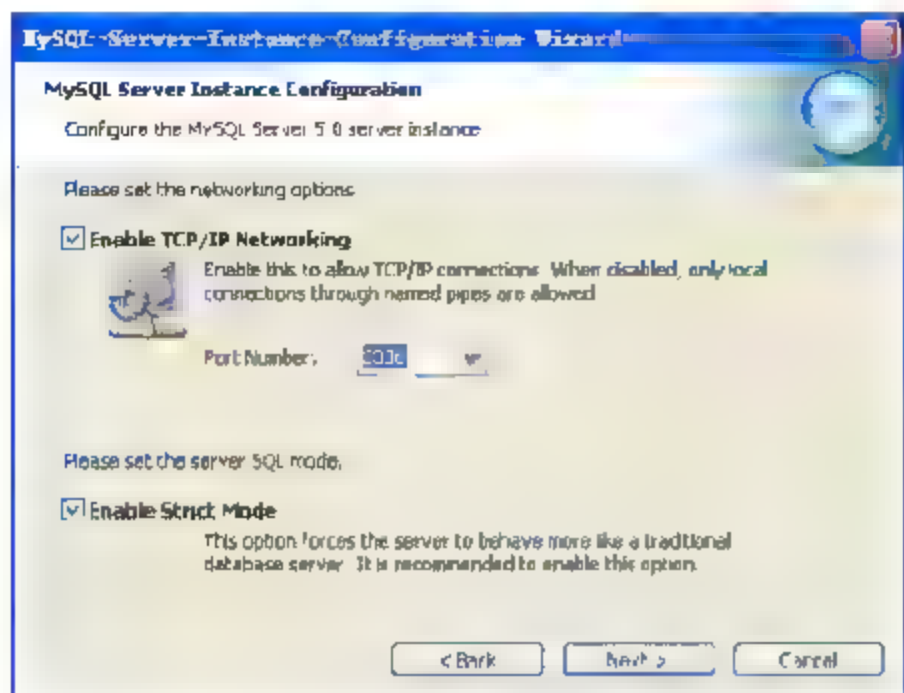 MySQL Server Instance Configuration Wizard
MySQL Server Instance Configuration
Configure the MySQL Server 5.0 server instance
Please set the networking options
Enable TCP/IP Networking
Enable this to allow TCP/IP connections. When disabled, only local
connections through named pipes are allowed
Port Number:
Please set the server SQL mode.
Enable Strict Mode
This option forces the server to behave more like a traditional
database server. It is recommended to enable this option.
< Back
Next >
Cancel